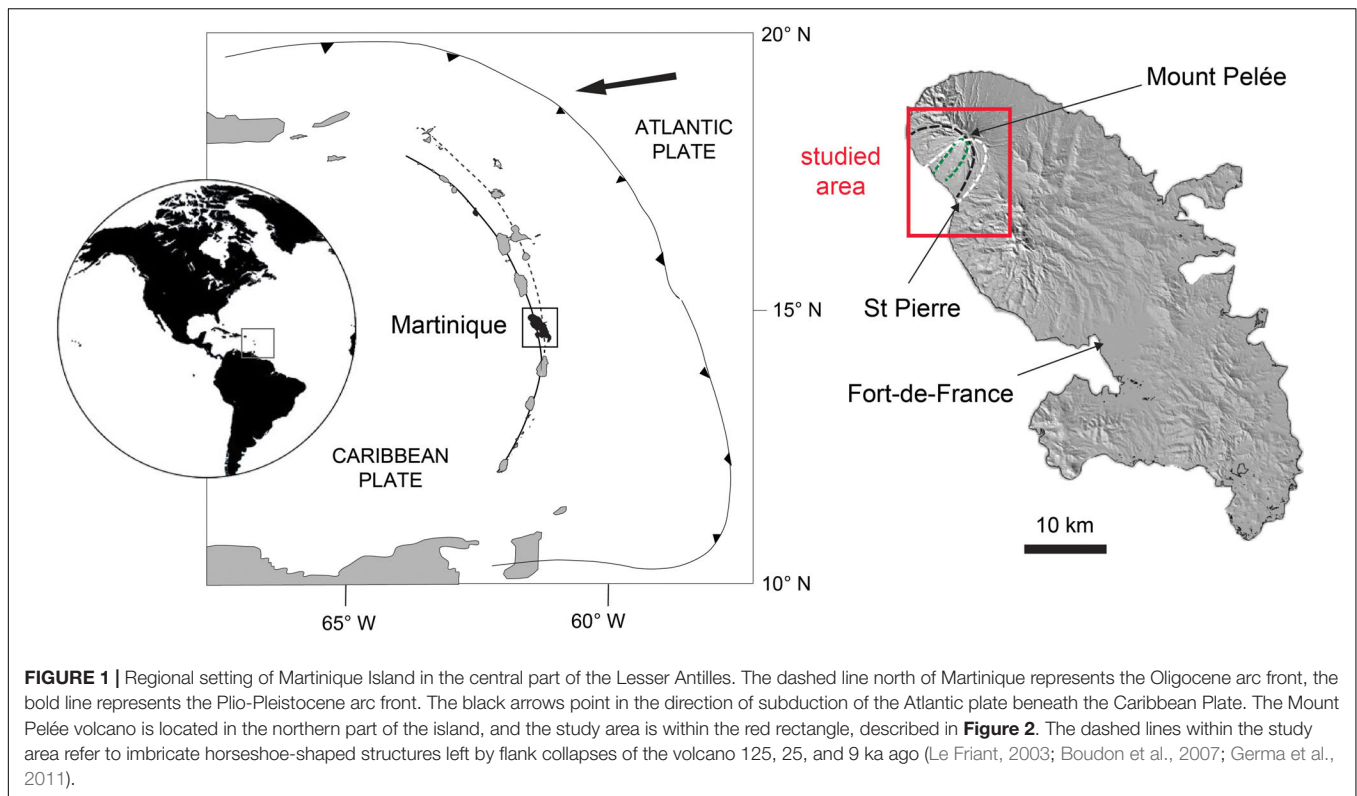 20° N
ATLANTIC
PLATE
15° N
Martinique
CARIBBEAN
PLATE
10° N
65° W
60° W
Mount Pelée
studied
area
St Pierre
Fort-de-France
10 km
FIGURE 1 | Regional setting of Martinique Island in the central part of the Lesser Antilles. The dashed line north of Martinique represents the Oligocene arc front, the
bold line represents the Plio-Pleistocene arc front. The black arrows point in the direction of subduction of the Atlantic plate beneath the Caribbean Plate. The Mount
Pelée volcano is located in the northern part of the island, and the study area is within the red rectangle, described in Figure 2. The dashed lines within the study
area refer to imbricate horseshoe-shaped structures left by flank collapses of the volcano 125, 25, and 9 ka ago (Le Friant, 2003; Boudon et al., 2007; Germa et al.,
2011).